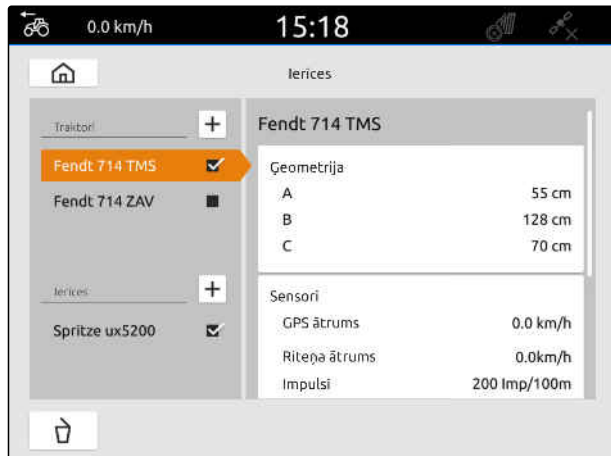 0.0 km/h
15:18
Ierīces
Traktori
Fendt 714 TMS
Fendt 714 ZAV
Ierīces
Spritze ux5200
Fendt 714 TMS
Ģeometrija
A 55 cm
B 128 cm
C 70 cm
Sensori
GPS ātrums 0.0 km/h
Riteņa ātrums 0.0km/h
Impulsi 200 Imp/100m